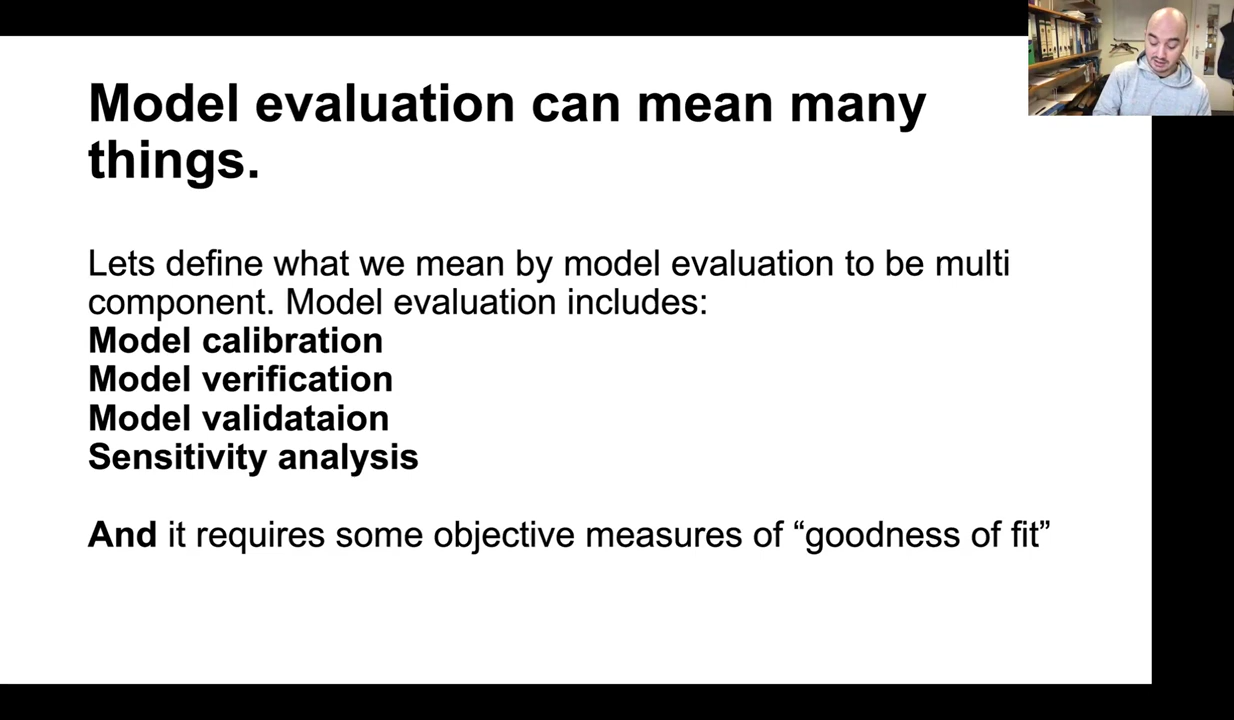 Model evaluation can mean many
things.
Lets define what we mean by model evaluation to be multi
component. Model evaluation includes:
Model calibration
Model verification
Model validataion
Sensitivity analysis
And it requires some objective measures of “goodness of fit”